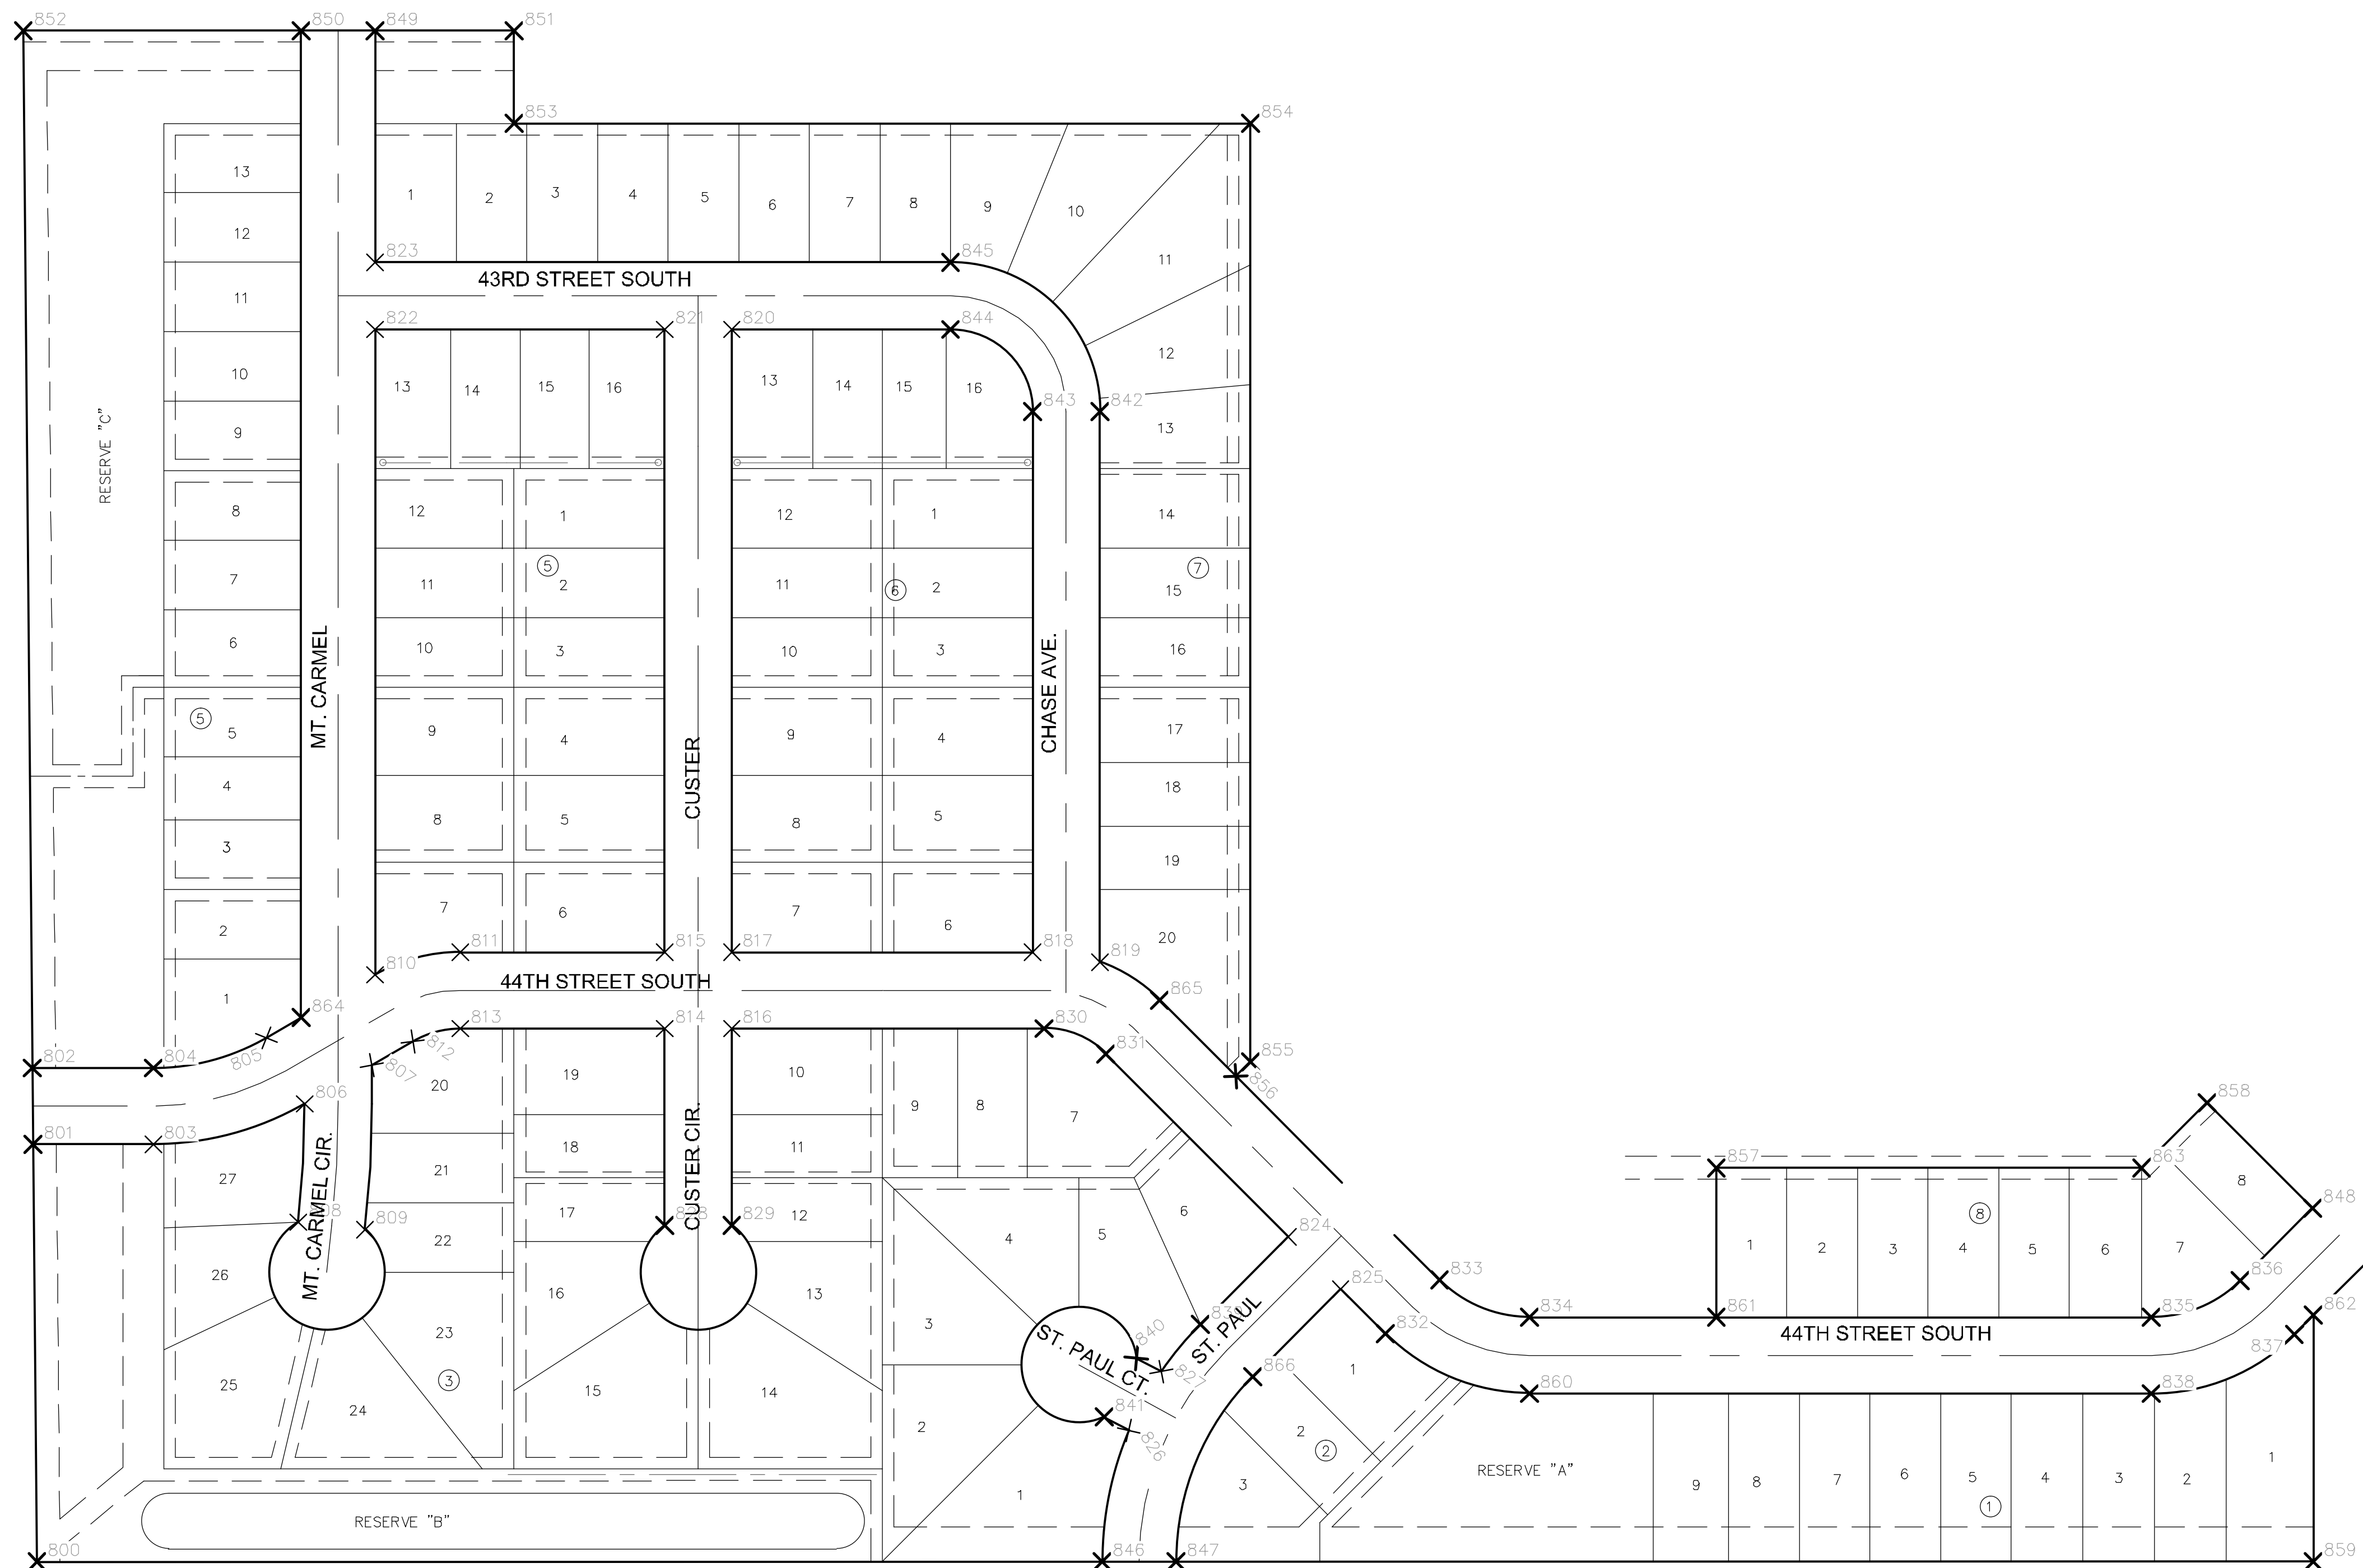 852 850 849 851
853 854
13 1 2 3 4 5 6 7 8 9 10
12 11
823 845
43RD STREET SOUTH
11
822 821 820 844
12
10 13 14 15 16 13 14 15 16
843 842
9 13
RESERVE "C"
8 12 1 12 1 14
5 6 7
7 11 2 11 2 15
6 10 3 10 3 16
MT. CARMEL
CHASE AVE.
5
5 9 4 9 4 17
CUSTER
4 18
3 8 5 8 5 19
2 7 6 7 6 20
811 815 817 818
810 819
44TH STREET SOUTH
1
864 865
813 814 816 830
812 831
802 804 805 807 855
20 19 10 856
806 9 8 7 858
801 803
MT. CARMEL CIR.
CUSTER CIR.
21 18 11
857 863
27 6 8
808 809 828 829 848
17 12 824
22 4 5 8
1 2 3 4 5 6 7
26 825 833 836
16 13
834 861 835 862
23 3 839 832
44TH STREET SOUTH
837
840
ST. PAUL
ST. PAUL CT.
827 866 1
25 3 15 14 860 838
24 841
2 826 2 2
RESERVE "A"
1
9 8 7 6 5 4 3 2
1 3 1
RESERVE "B"
800 846 847 859